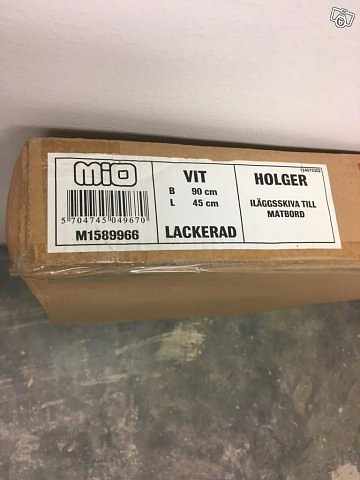 mio
5 704745 049670
M1589966
VIT
B 90 cm
L 45 cm
LACKERAD
HOLGER
ILÄGGSSKIVA TILL
MATBORD